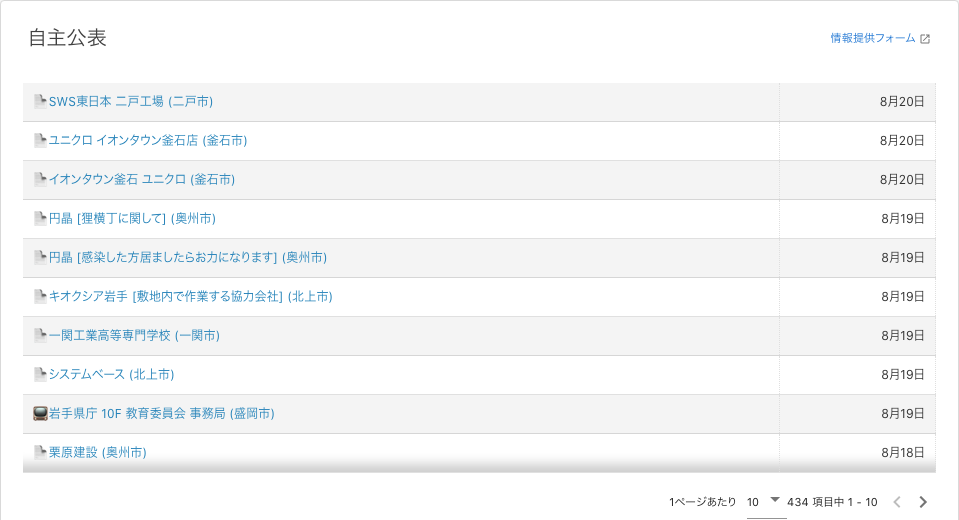 自主公表
情報提供フォーム
SWS東日本 二戸工場 (二戸市) 8月20日
ユニクロ イオンタウン釜石店 (釜石市) 8月20日
イオンタウン釜石 ユニクロ (釜石市) 8月20日
円晶 [狸横丁に関して] (奥州市) 8月19日
円晶 [感染した方居ましたらお力になります] (奥州市) 8月19日
キオクシア岩手 [敷地内で作業する協力会社] (北上市) 8月19日
一関工業高等専門学校 (一関市) 8月19日
システムベース (北上市) 8月19日
岩手県庁 10F 教育委員会 事務局 (盛岡市) 8月19日
栗原建設 (奥州市) 8月18日
1ページあたり 10 434 項目中 1 - 10